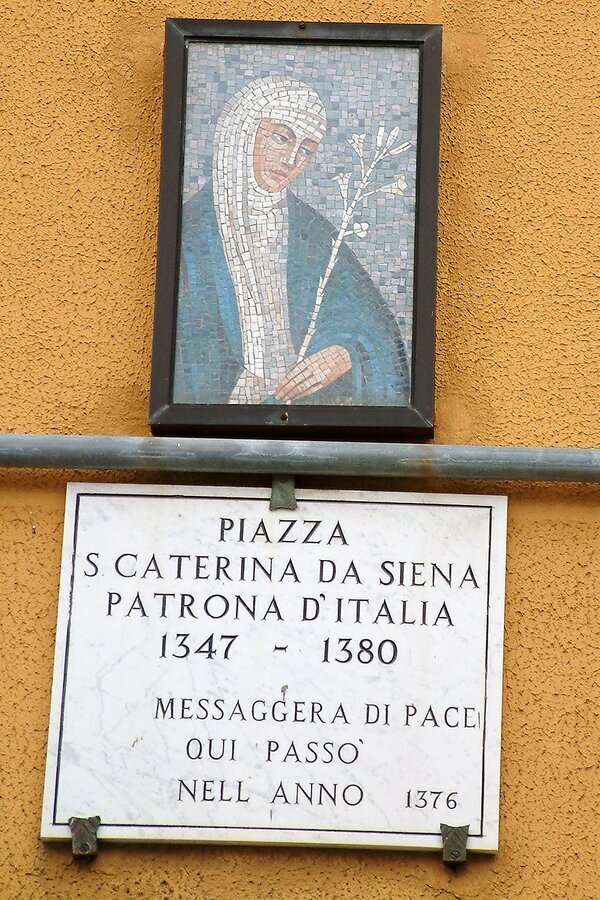 PIAZZA
S. CATERINA DA SIENA
PATRONA D'ITALIA
1347 - 1380
MESSAGGERA DI PACE
QUI PASSO'
NELL ANNO 1376